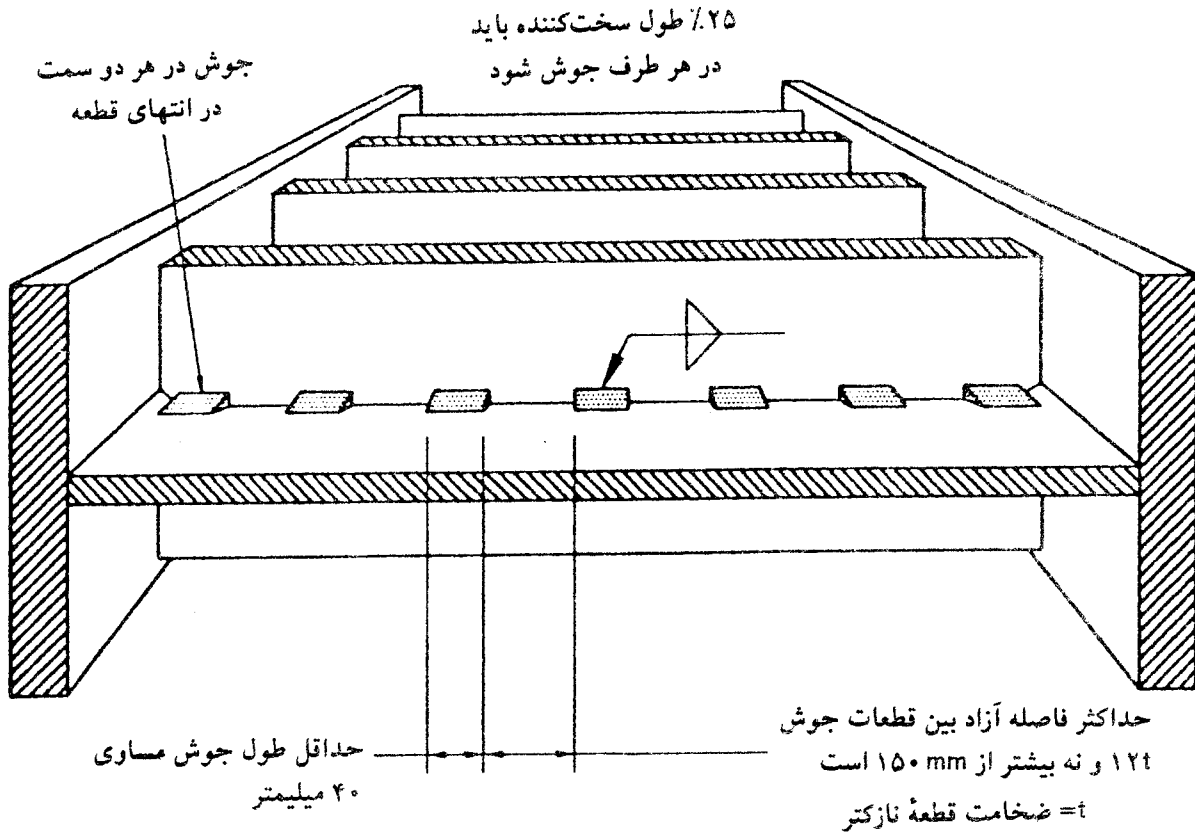 ۲۵٪ طول سخت‌کننده باید
در هر طرف جوش شود
جوش در هر دو سمت
در انتهای قطعه
حداکثر فاصله آزاد بین قطعات جوش
۱۲t و نه بیشتر از ۱۵۰ mm است
t= ضخامت قطعهٔ نازکتر
حداقل طول جوش مساوی
۴۰ میلیمتر